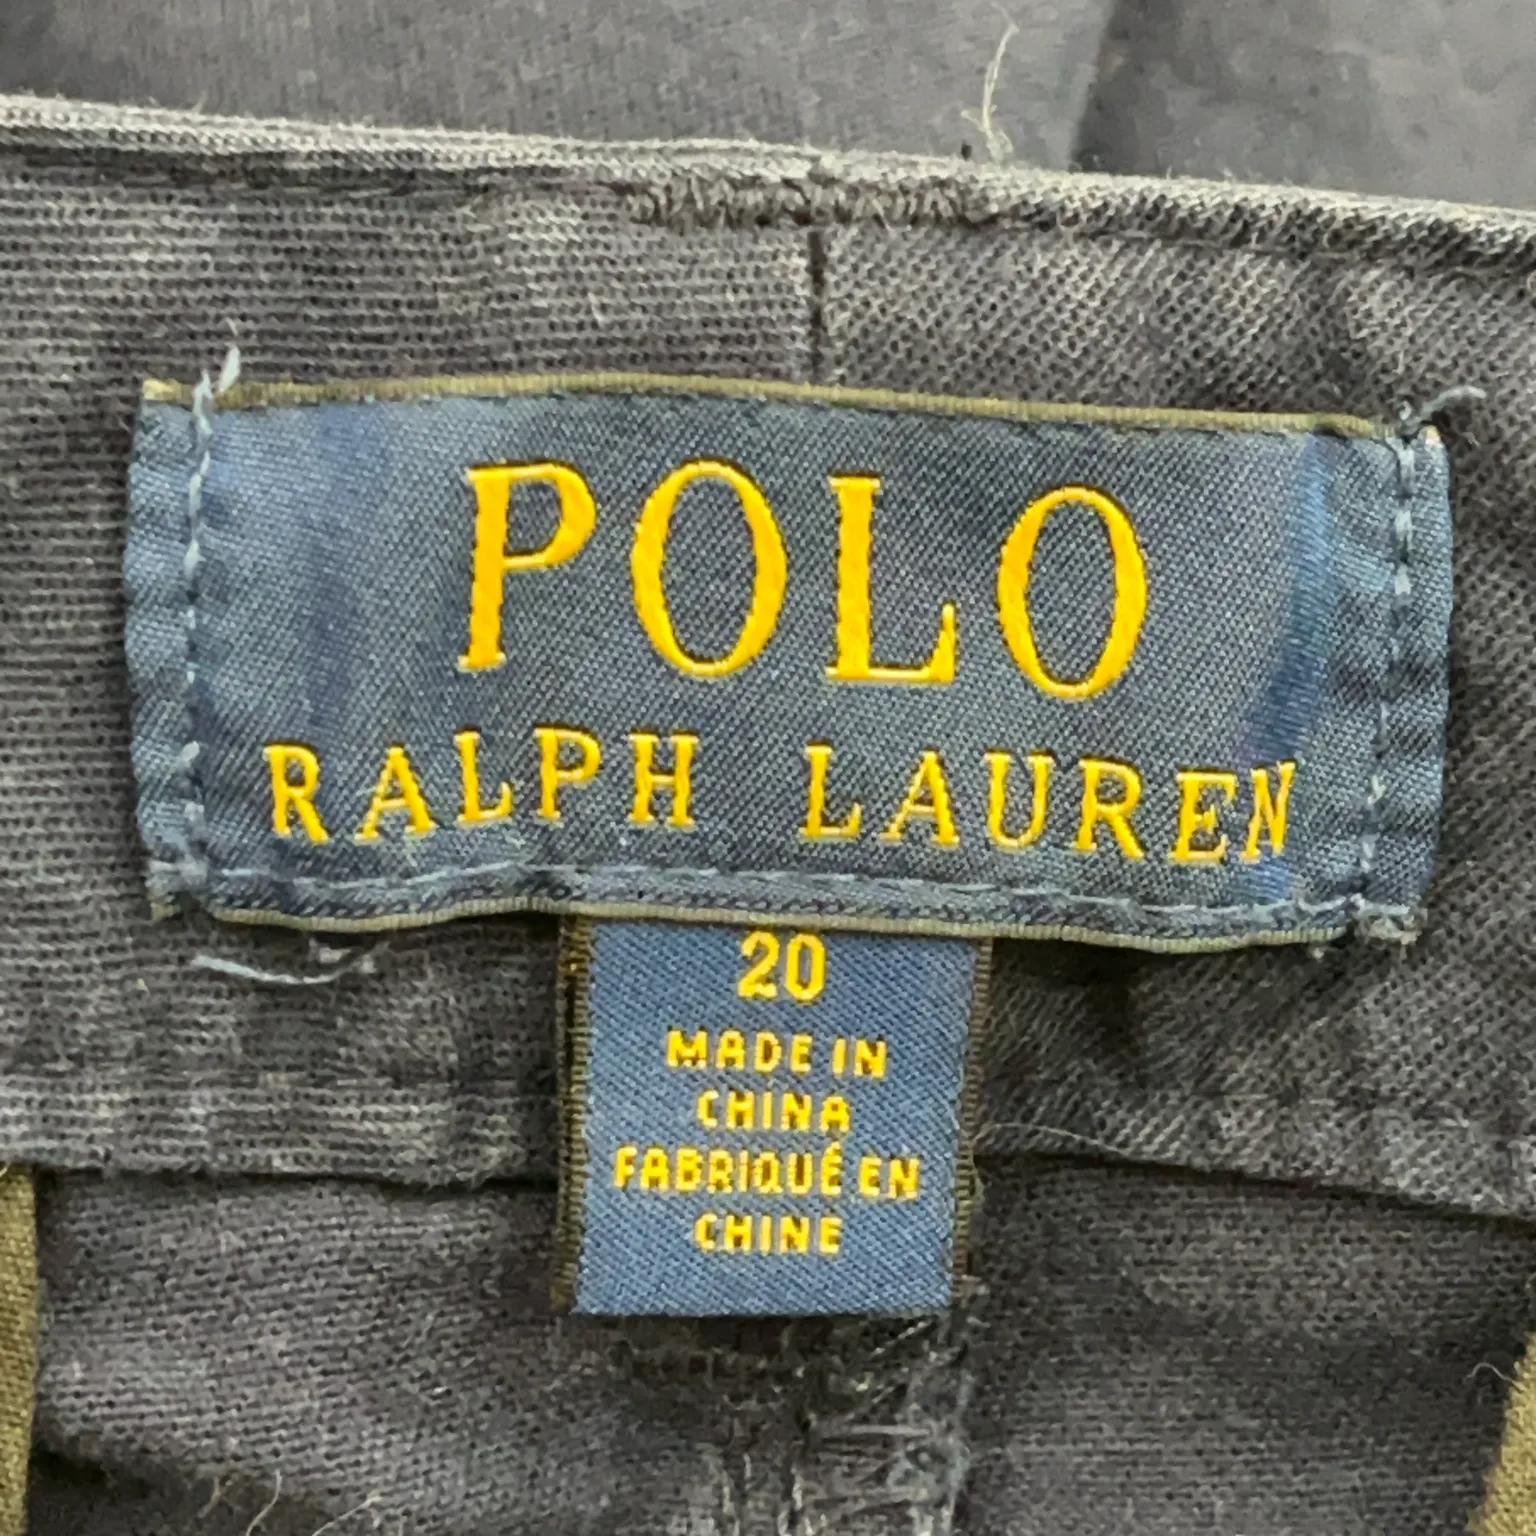 POLO
RALPH LAUREN
20
MADE IN
CHINA
FABRIQUÉ EN
CHINE